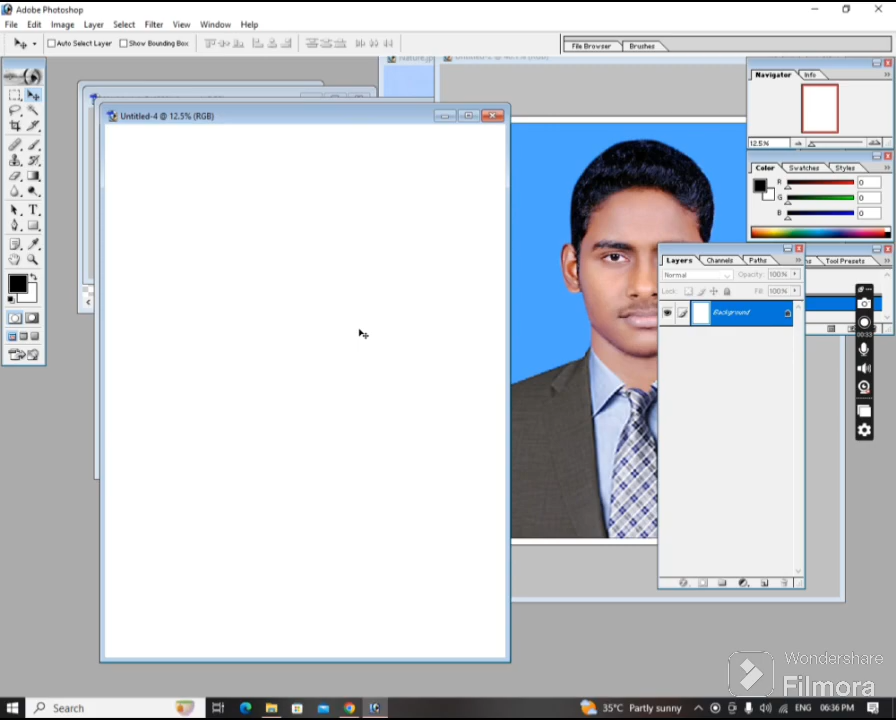 Adobe Photoshop
File Edit Image Layer Select Filter View Window Help
Auto Select Layer Show Bounding Box
File Browser Brushes
Nature.jp
Navigator Info
12.5%
Untitled-4 @ 12.5% (RGB)
Color Swatches Styles
R 0
G 0
B 0
Layers Channels Paths
Tool Presets
Normal Opacity: 100%
Lock: Fill: 100%
Background
Wondershare
Filmora
Search
35°C Partly sunny
ENG 06:36 PM